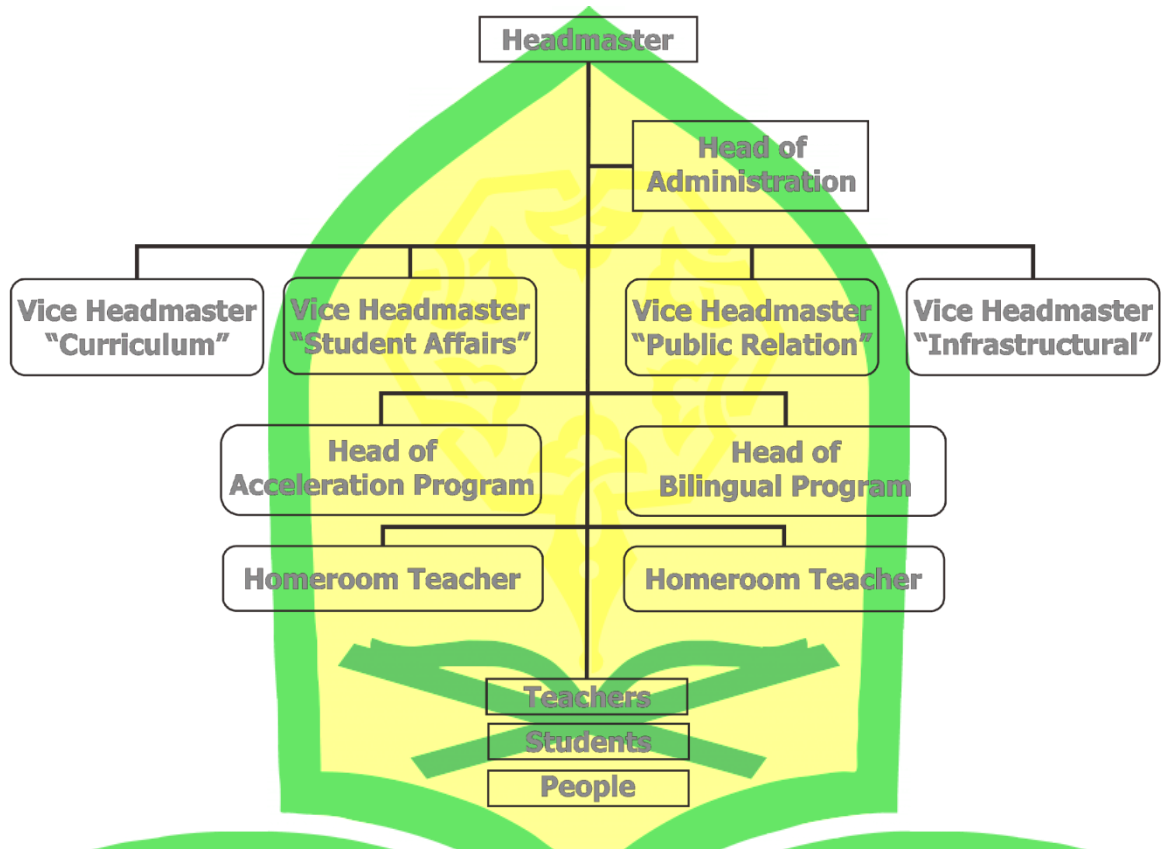 Headmaster
Head of
Administration
Vice Headmaster
“Curriculum”
Vice Headmaster
“Student Affairs”
Vice Headmaster
“Public Relation”
Vice Headmaster
“Infrastructural”
Head of
Acceleration Program
Head of
Bilingual Program
Homeroom Teacher
Homeroom Teacher
Teachers
Students
People